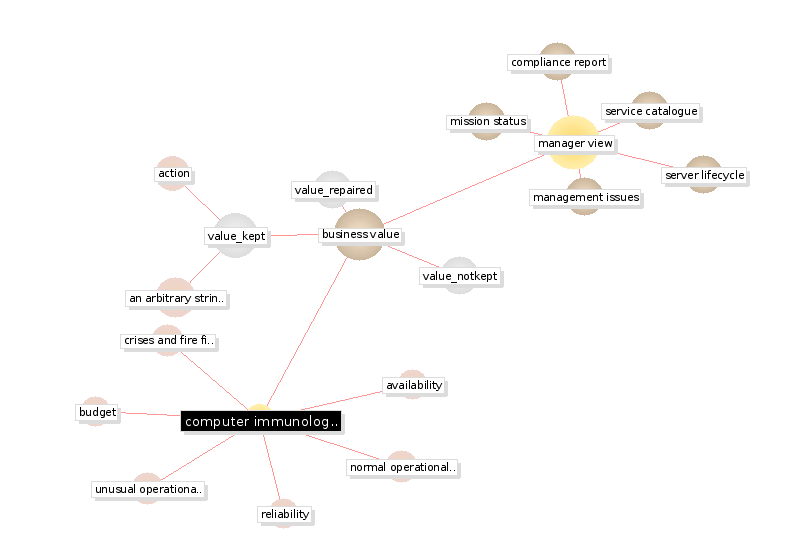 compliance report
service catalogue
mission status
manager view
action
server lifecycle
value_repaired
management issues
value_kept
business value
value_notkept
an arbitrary strin..
crises and fire fi..
availability
budget
computer immunolog..
normal operational..
unusual operationa..
reliability